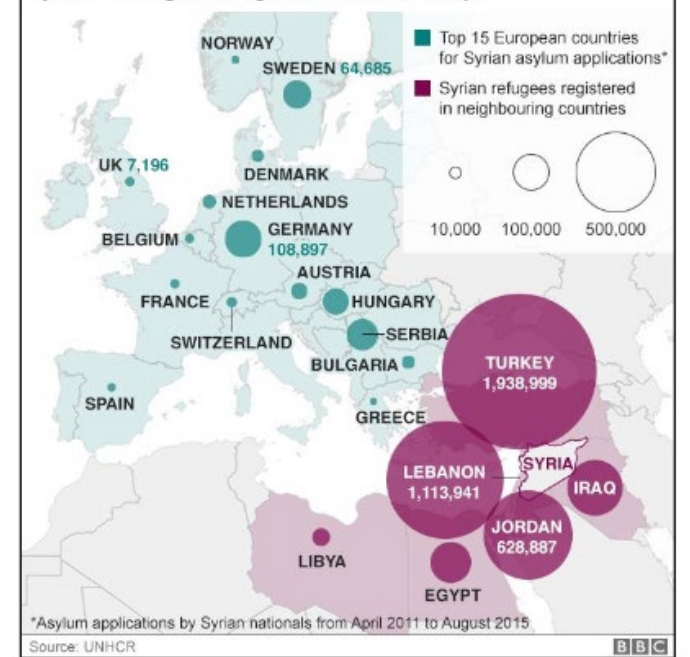 Top 15 European countries
for Syrian asylum applications*
Syrian refugees registered
in neighbouring countries
10,000 100,000 500,000
NORWAY
SWEDEN 64,685
UK 7,196
DENMARK
NETHERLANDS
BELGIUM
GERMANY
108,897
AUSTRIA
FRANCE
HUNGARY
SWITZERLAND
SERBIA
BULGARIA
SPAIN
GREECE
TURKEY
1,938,999
LEBANON
1,113,941
SYRIA
IRAQ
JORDAN
628,887
LIBYA
EGYPT
*Asylum applications by Syrian nationals from April 2011 to August 2015
Source: UNHCR
BBC